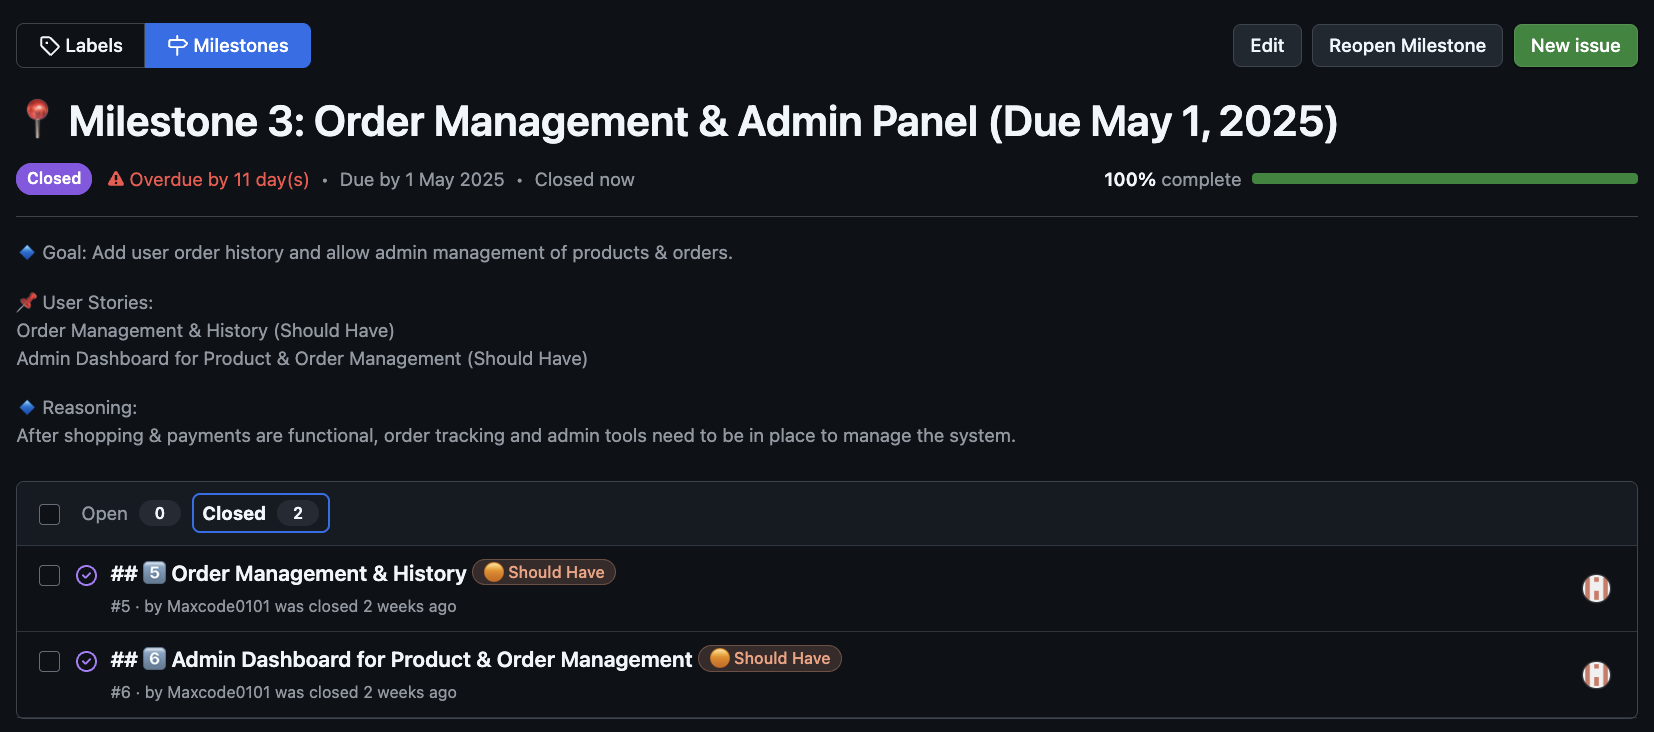 Labels
Milestones
Edit
Reopen Milestone
New issue
📍 Milestone 3: Order Management & Admin Panel (Due May 1, 2025)
Closed
Overdue by 11 day(s) • Due by 1 May 2025 • Closed now
100% complete
🔹 Goal: Add user order history and allow admin management of products & orders.
📌 User Stories:
Order Management & History (Should Have)
Admin Dashboard for Product & Order Management (Should Have)
🔹 Reasoning:
After shopping & payments are functional, order tracking and admin tools need to be in place to manage the system.
Open 0
Closed 2
## 5️⃣ Order Management & History 🟠 Should Have
#5 · by Maxcode0101 was closed 2 weeks ago
## 6️⃣ Admin Dashboard for Product & Order Management 🟠 Should Have
#6 · by Maxcode0101 was closed 2 weeks ago